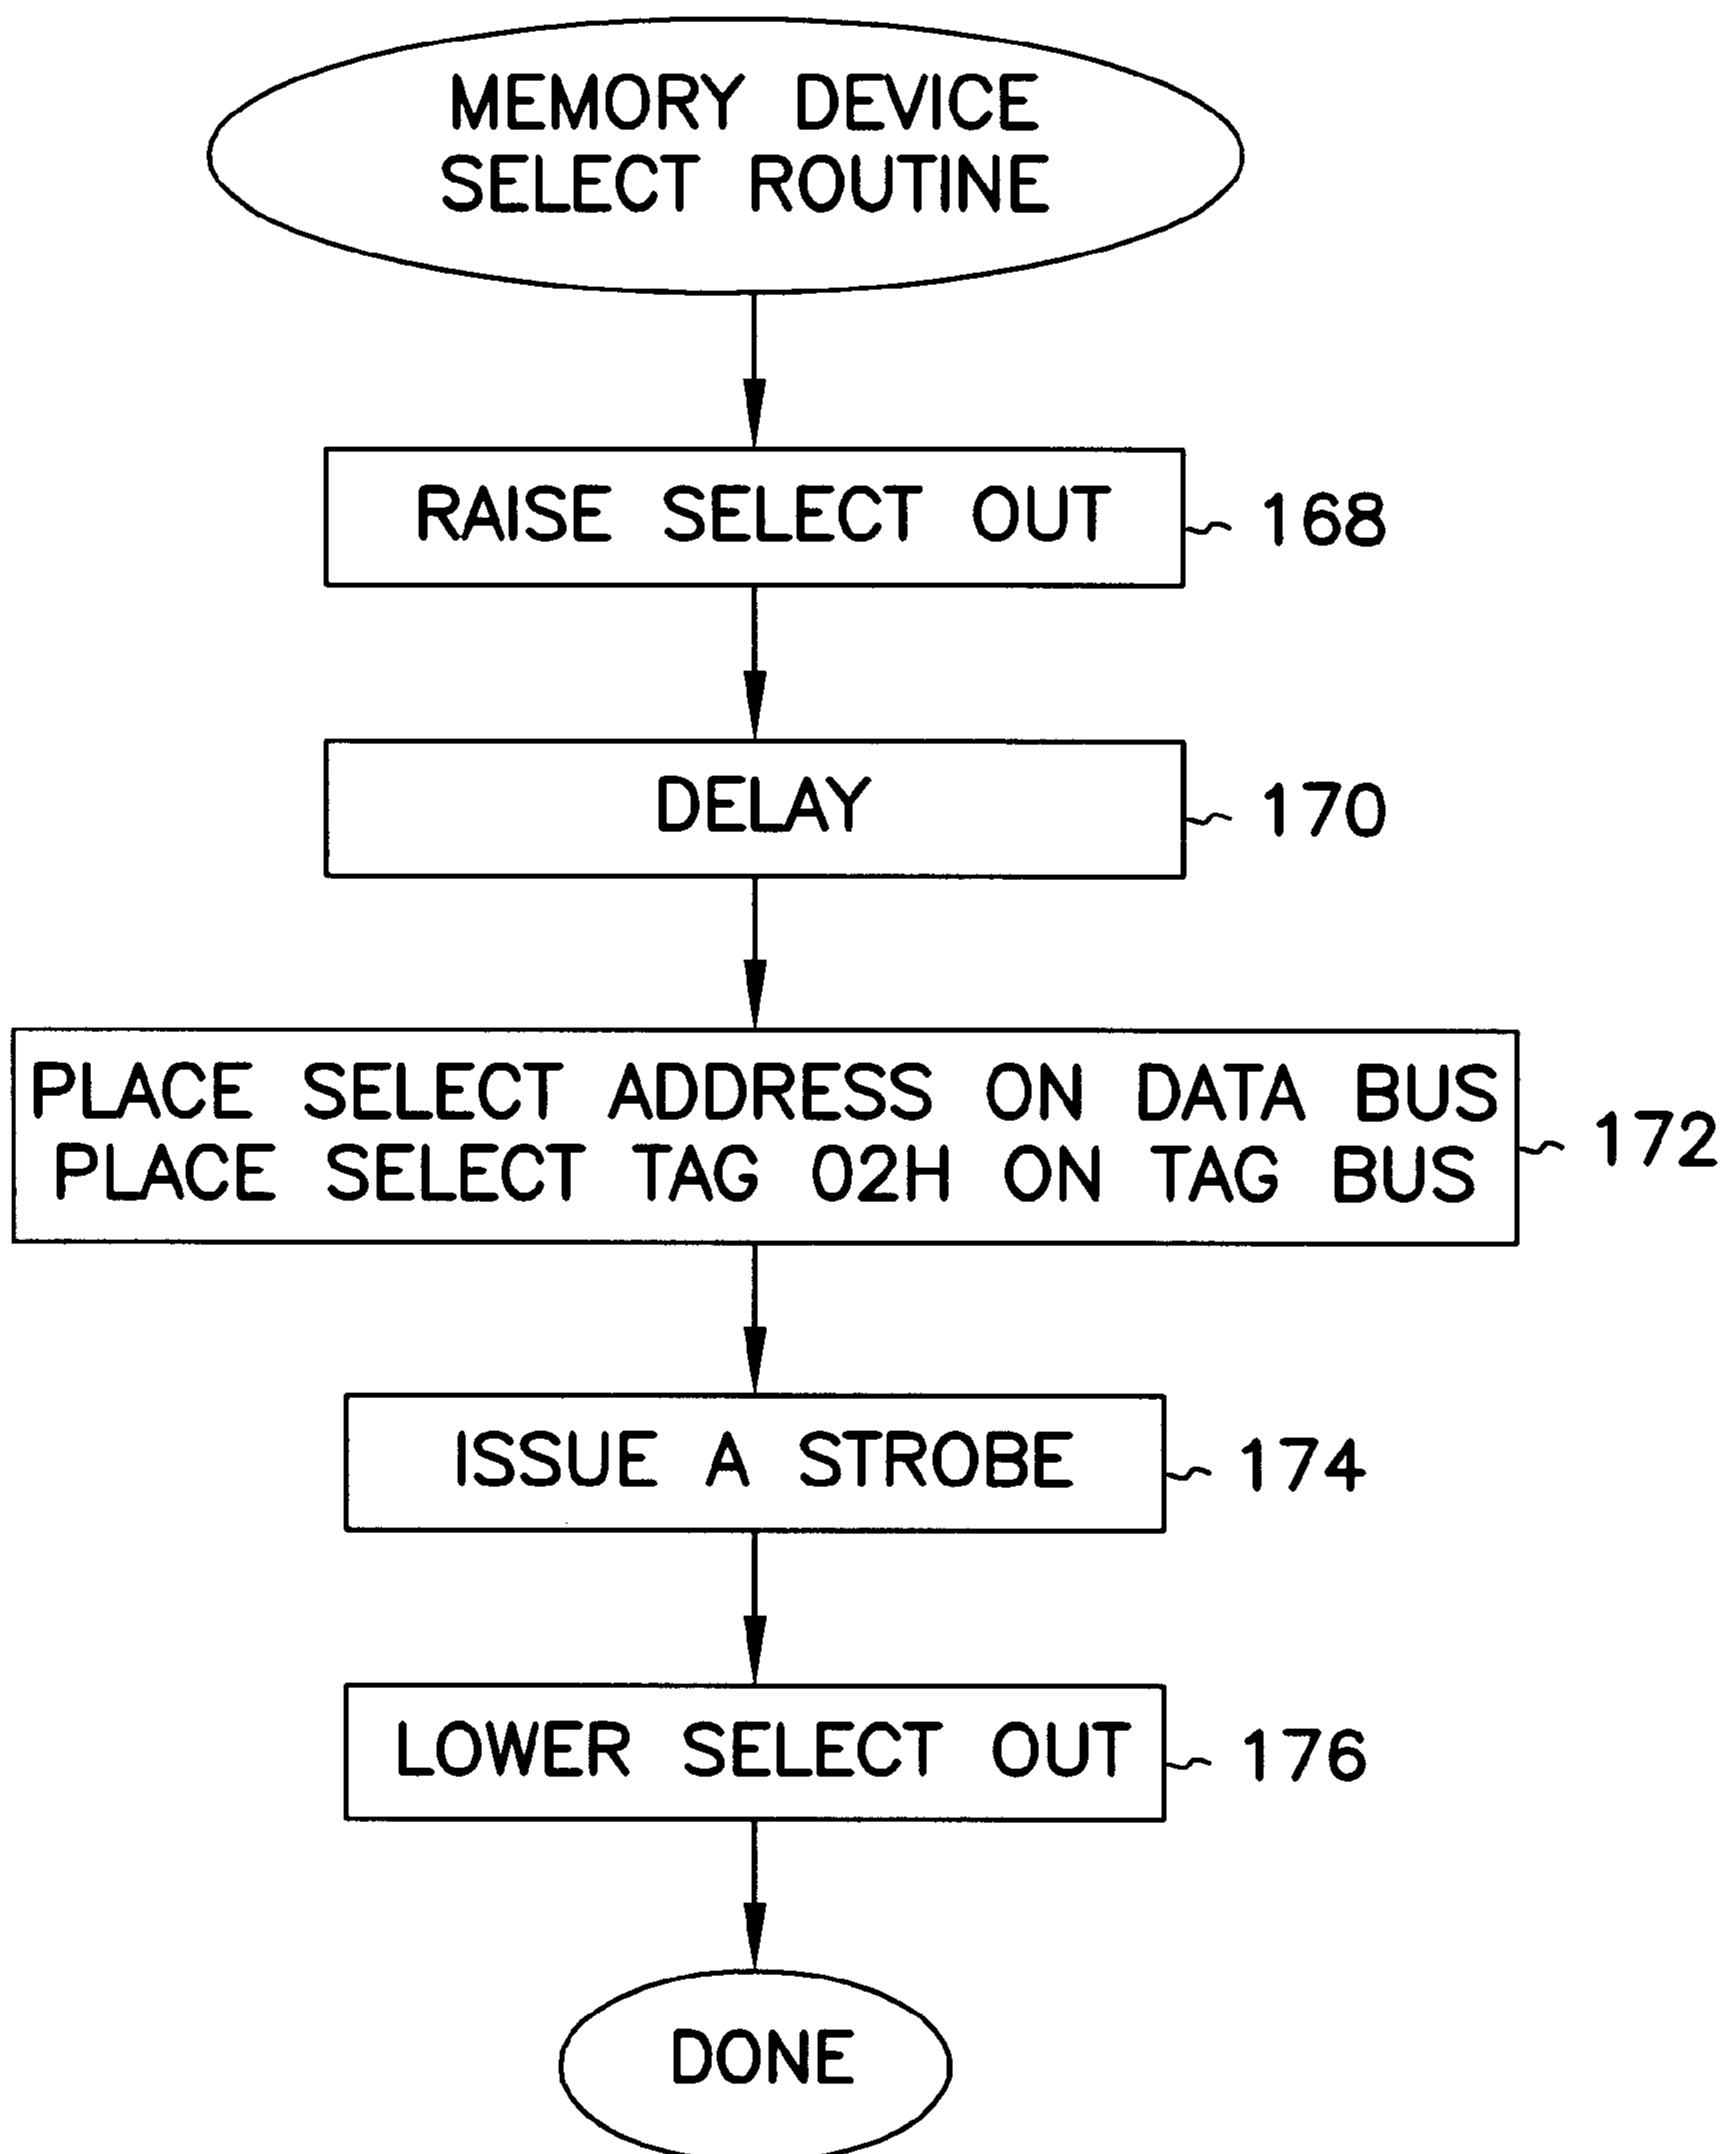 MEMORY DEVICE
SELECT ROUTINE
RAISE SELECT OUT
168
DELAY
170
PLACE SELECT ADDRESS ON DATA BUS
PLACE SELECT TAG 02H ON TAG BUS
172
ISSUE A STROBE
174
LOWER SELECT OUT
176
DONE